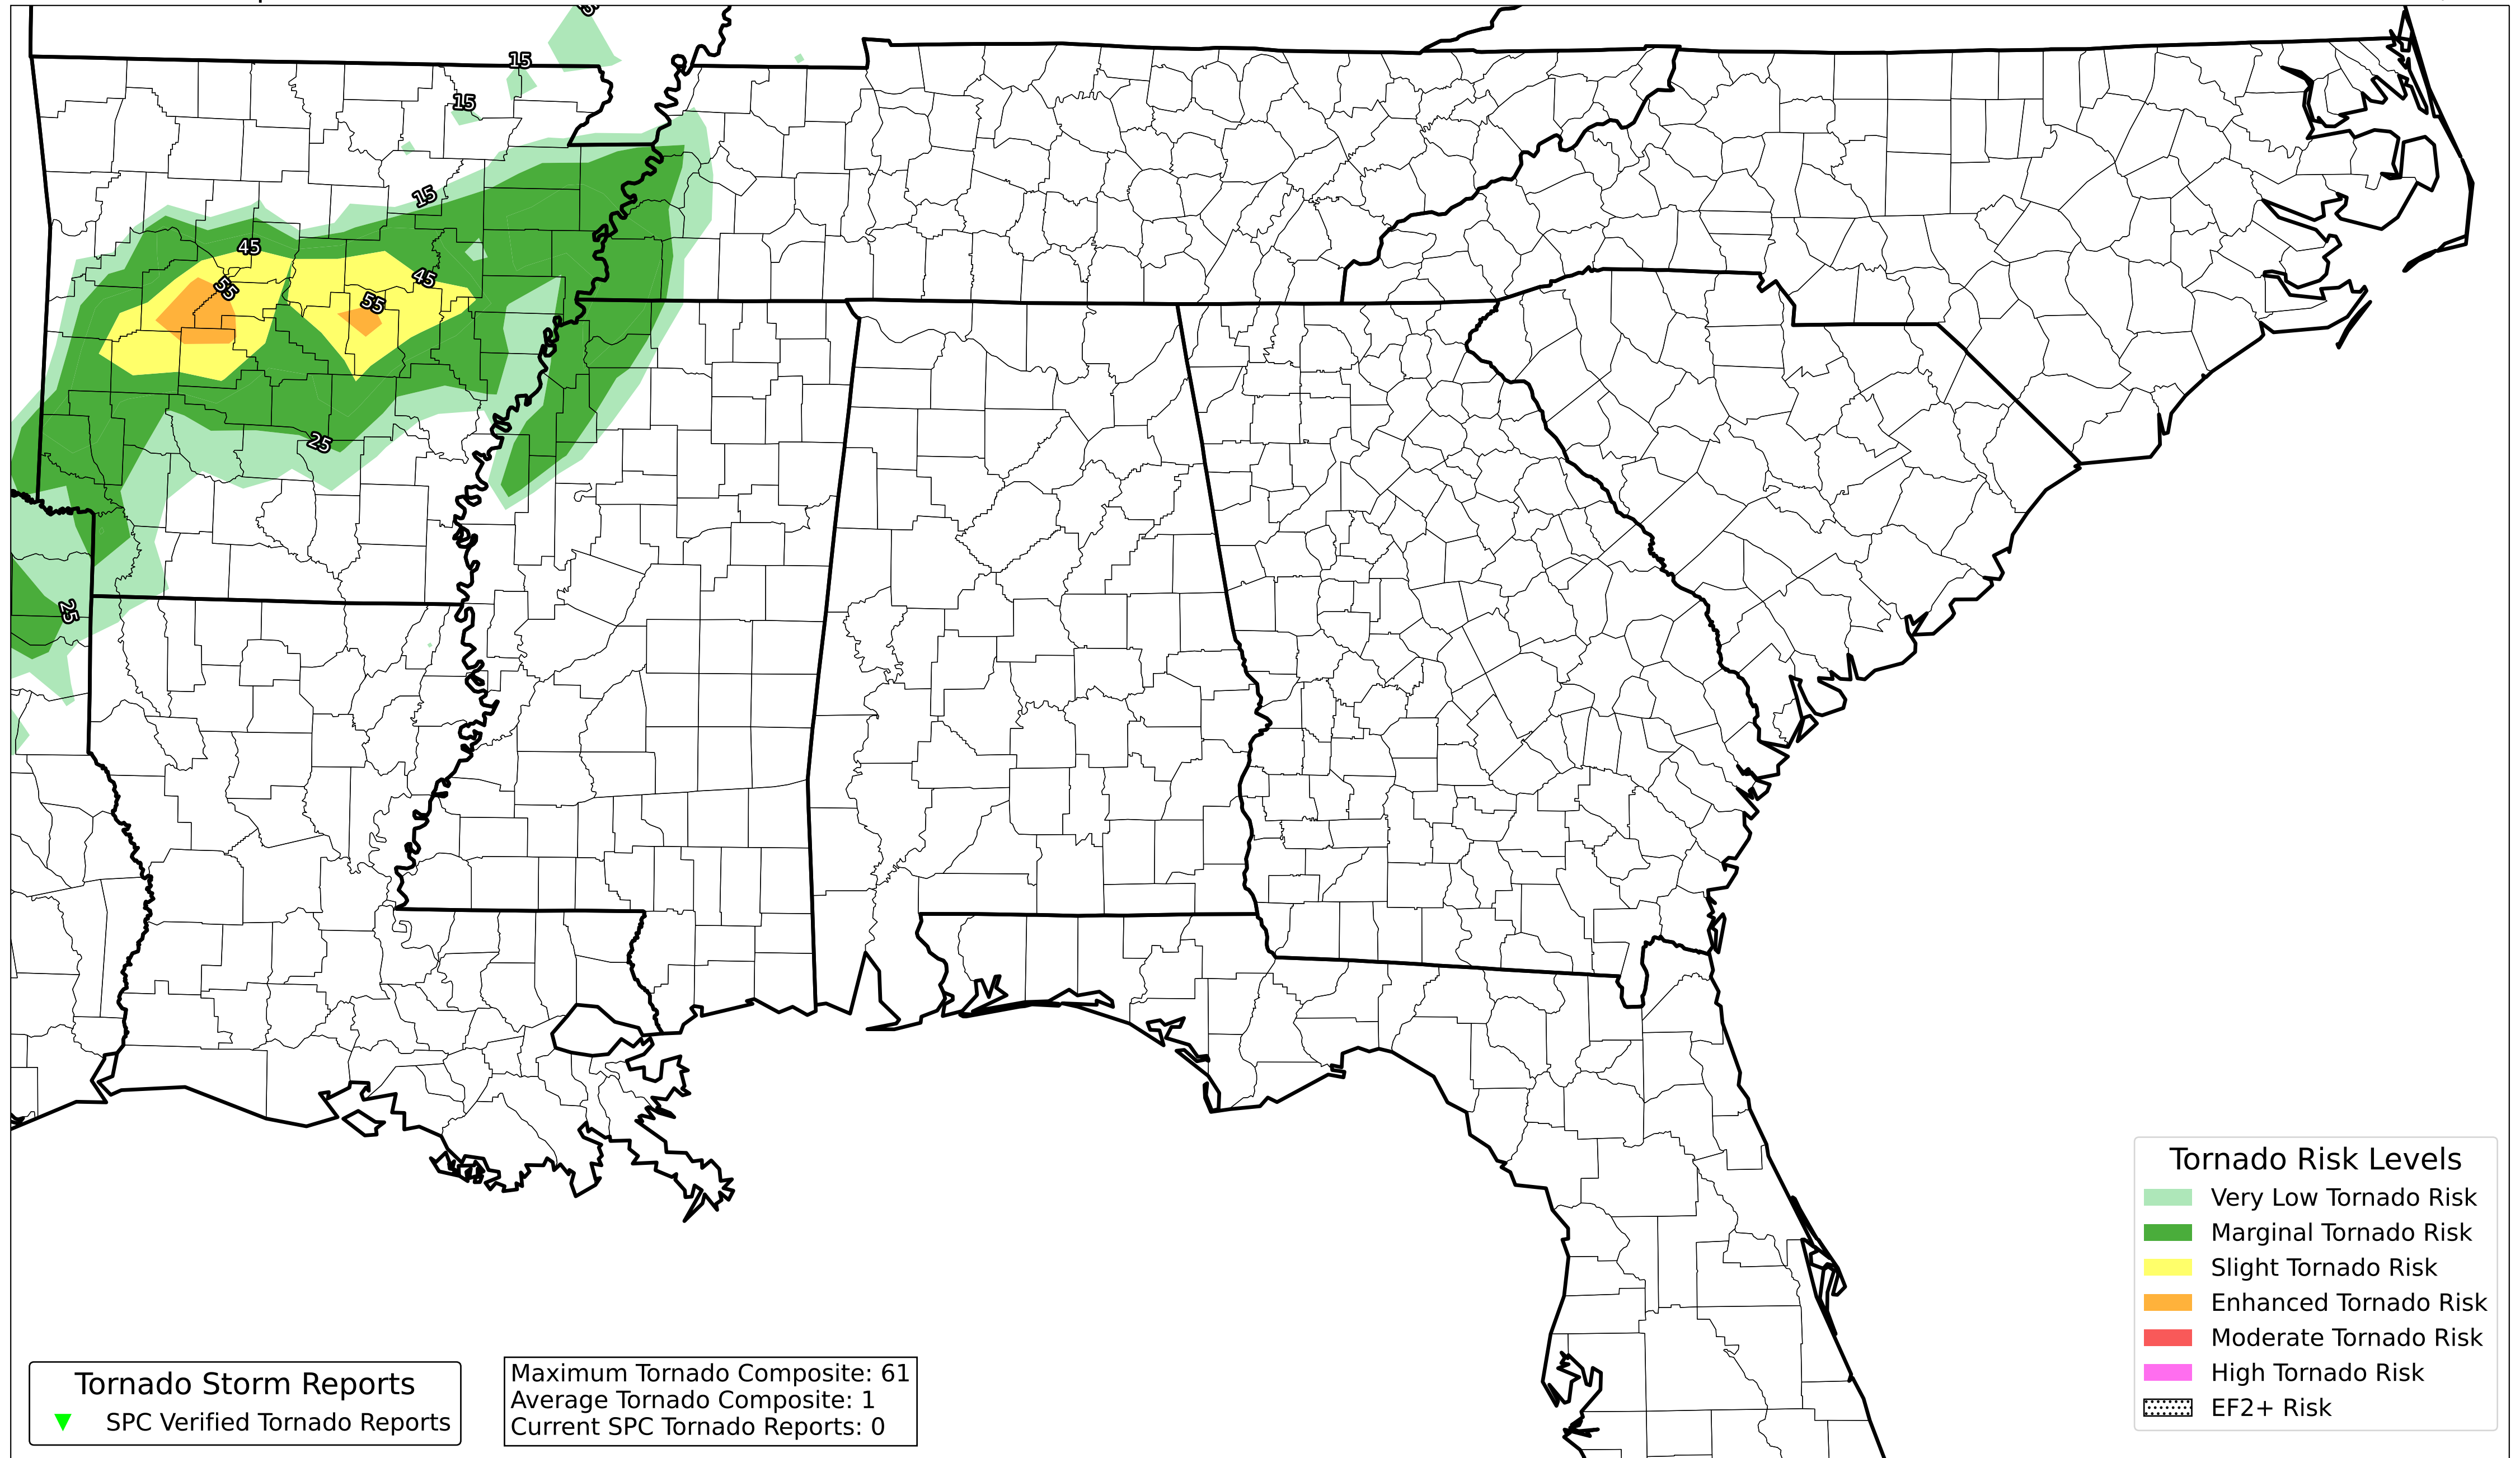 15
15
15
45
45
55
55
25
25
Tornado Risk Levels
Very Low Tornado Risk
Marginal Tornado Risk
Slight Tornado Risk
Enhanced Tornado Risk
Moderate Tornado Risk
High Tornado Risk
EF2+ Risk
Tornado Storm Reports
SPC Verified Tornado Reports
Maximum Tornado Composite: 61
Average Tornado Composite: 1
Current SPC Tornado Reports: 0